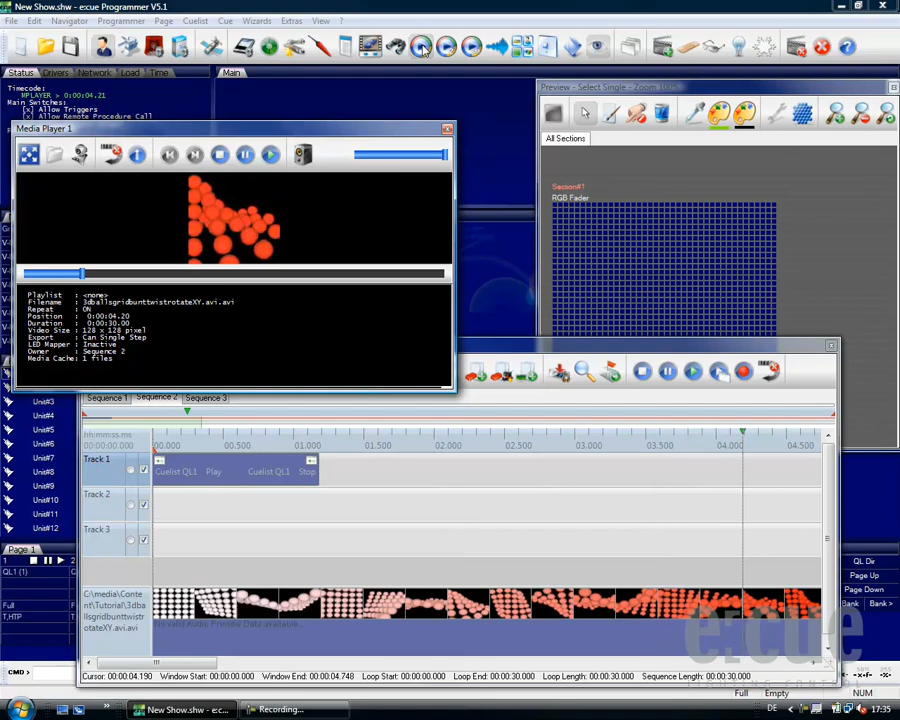 New Show.shw - e:cue Programmer V5.1
File Edit Navigator Programmer Page Cuelist Cue Wizards Extras View ?
Status Drivers Network Load Time
Main
Timecode:
MPLAYER > 0:00:04.21
Main Switches:
[x] Allow Triggers
[x] Allow Remote Procedure Call
Preview - Select Single - Zoom 100%
All Sections
Section#1
RGB Fader
Media Player 1
Playlist : <none>
Filename : 3dballsgridbunttwistrotateXY.avi.avi
Repeat : ON
Position : 0:00:04.20
Duration : 0:00:30.00
Video Size: 128 x 128 pixel
Export : Can Single Step
LED Mapper: Inactive
Owner : Sequence 2
Media Cache: 1 files
Sequence 1 Sequence 2 Sequence 3
hh:mm:ss.ms
00:00:00.000
00.000 00.500 01.000 01.500 02.000 02.500 03.000 03.500 04.000 04.500
Track 1
Cuelist QL1 Play Cuelist QL1 Stop
Track 2
Track 3
C:\media\Conte
nt\Tutorial\3db
allsgridbunttwist
rotateXY.avi.avi
No valid Audio Preview Data available...
Cursor: 00:00:04.190 Window Start: 00:00:00.000 Window End: 00:00:04.748 Loop Start: 00:00:00.000 Loop End: 00:00:30.000 Loop Length: 00:00:30.000 Sequence Length: 00:00:30.000
Unit#3
Unit#4
Unit#5
Unit#6
Unit#7
Unit#8
Unit#9
Unit#10
Unit#11
Unit#12
Page 1
1
2
QL1 (1)
Full
T,HTP
QL Dir
Page Up
Page Down
Bank Bank >
e:cue
LIGHTING CONTROL
CMD >
Full Empty NUM
New Show.shw - e:c...
Recording...
DE
17:35